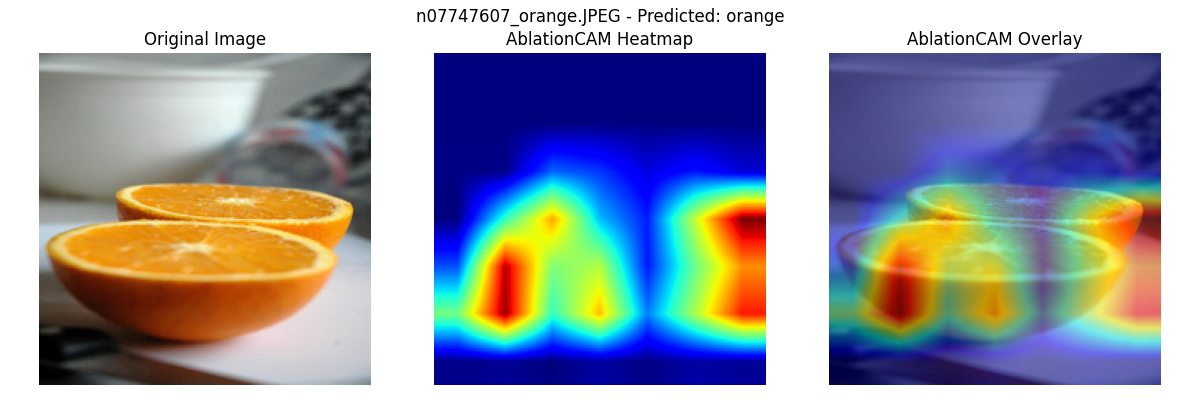 n07747607_orange.JPEG - Predicted: orange
Original Image
AblationCAM Heatmap
AblationCAM Overlay